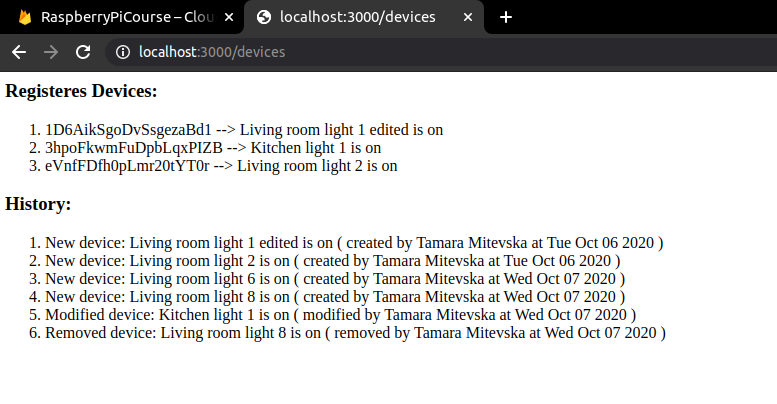 RaspberryPiCourse – Clou
localhost:3000/devices
localhost:3000/devices
Registeres Devices:
1. 1D6AikSgoDvSsgezaBd1 --> Living room light 1 edited is on
2. 3hpoFkwmFuDpbLqxPIZB --> Kitchen light 1 is on
3. eVnfFDfh0pLmr20tYT0r --> Living room light 2 is on
History:
1. New device: Living room light 1 edited is on ( created by Tamara Mitevska at Tue Oct 06 2020 )
2. New device: Living room light 2 is on ( created by Tamara Mitevska at Tue Oct 06 2020 )
3. New device: Living room light 6 is on ( created by Tamara Mitevska at Wed Oct 07 2020 )
4. New device: Living room light 8 is on ( created by Tamara Mitevska at Wed Oct 07 2020 )
5. Modified device: Kitchen light 1 is on ( modified by Tamara Mitevska at Wed Oct 07 2020 )
6. Removed device: Living room light 8 is on ( removed by Tamara Mitevska at Wed Oct 07 2020 )